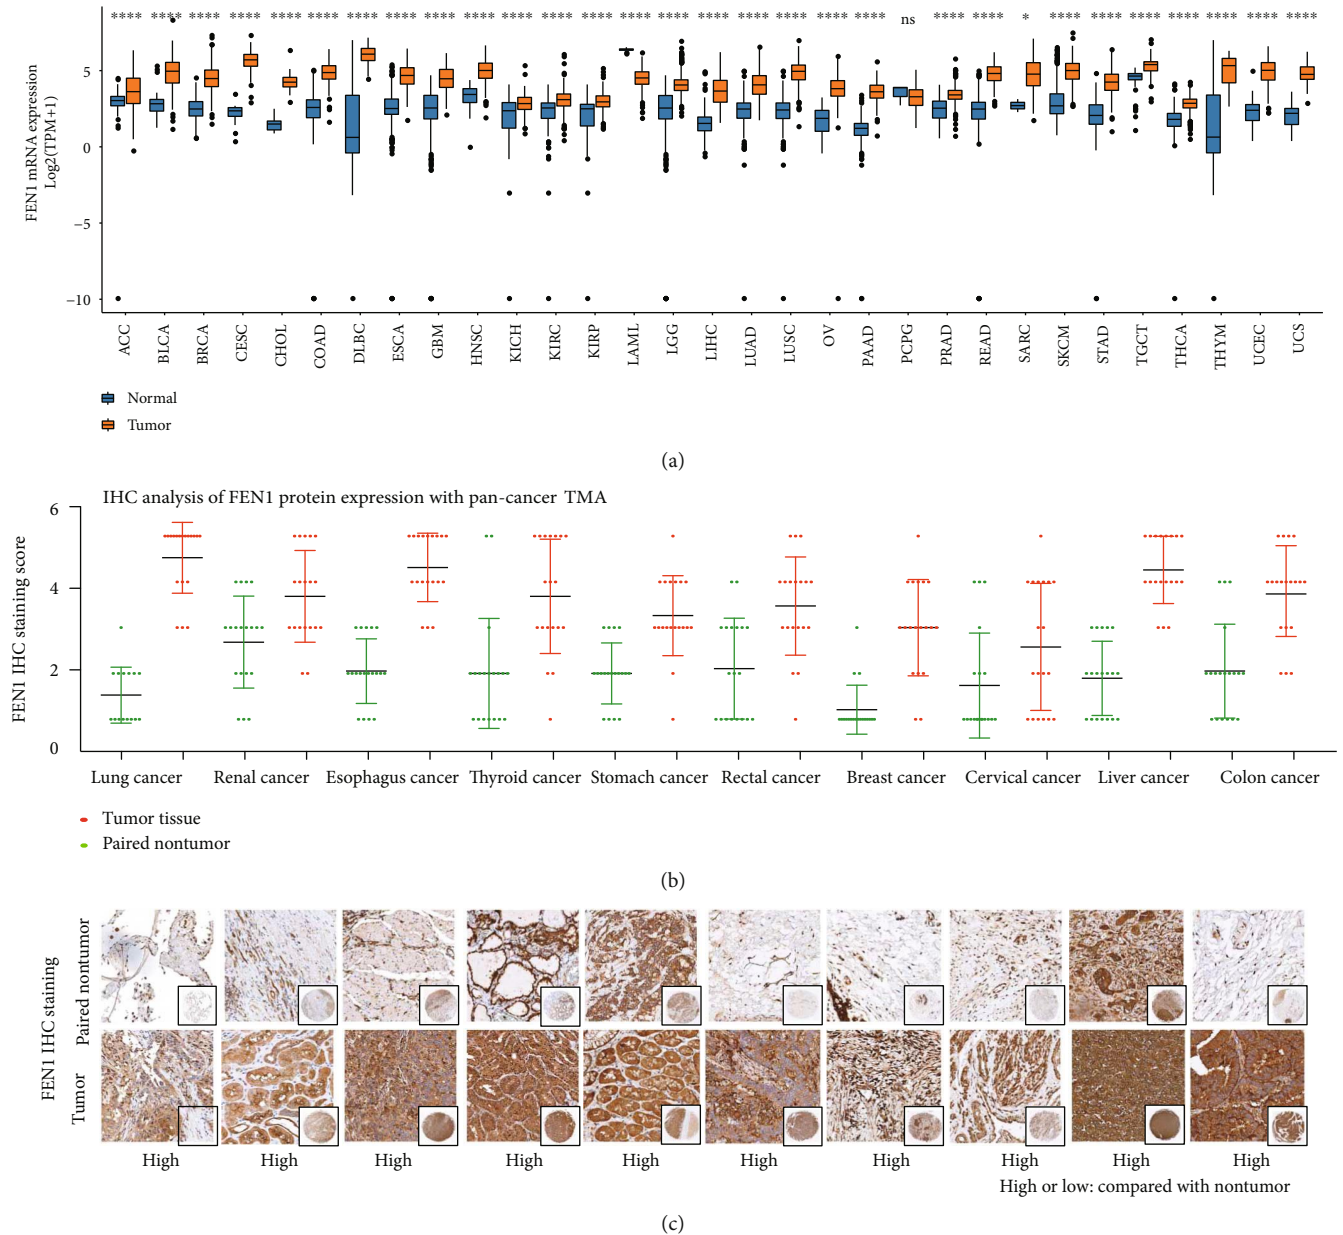 **** **** **** **** **** **** **** **** **** **** **** **** **** **** **** **** **** **** **** **** ns **** **** * **** **** **** **** **** **** ****
FEN1 mRNA expression
Log2(TPM+1)
5
0
−5
−10
ACC BLCA BRCA CESC CHOL COAD DLBC ESCA GBM HNSC KICH KIRC KIRP LAML LGG LIHC LUAD LUSC OV PAAD PCPG PRAD READ SARC SKCM STAD TGCT THCA THYM UCEC UCS
Normal
Tumor
(a)
IHC analysis of FEN1 protein expression with pan-cancer TMA
FEN1 IHC staining score
6
4
2
0
Lung cancer Renal cancer Esophagus cancer Thyroid cancer Stomach cancer Rectal cancer Breast cancer Cervical cancer Liver cancer Colon cancer
Tumor tissue
Paired nontumor
(b)
FEN1 IHC staining
Paired nontumor
Tumor
High High High High High High High High High High
High or low: compared with nontumor
(c)